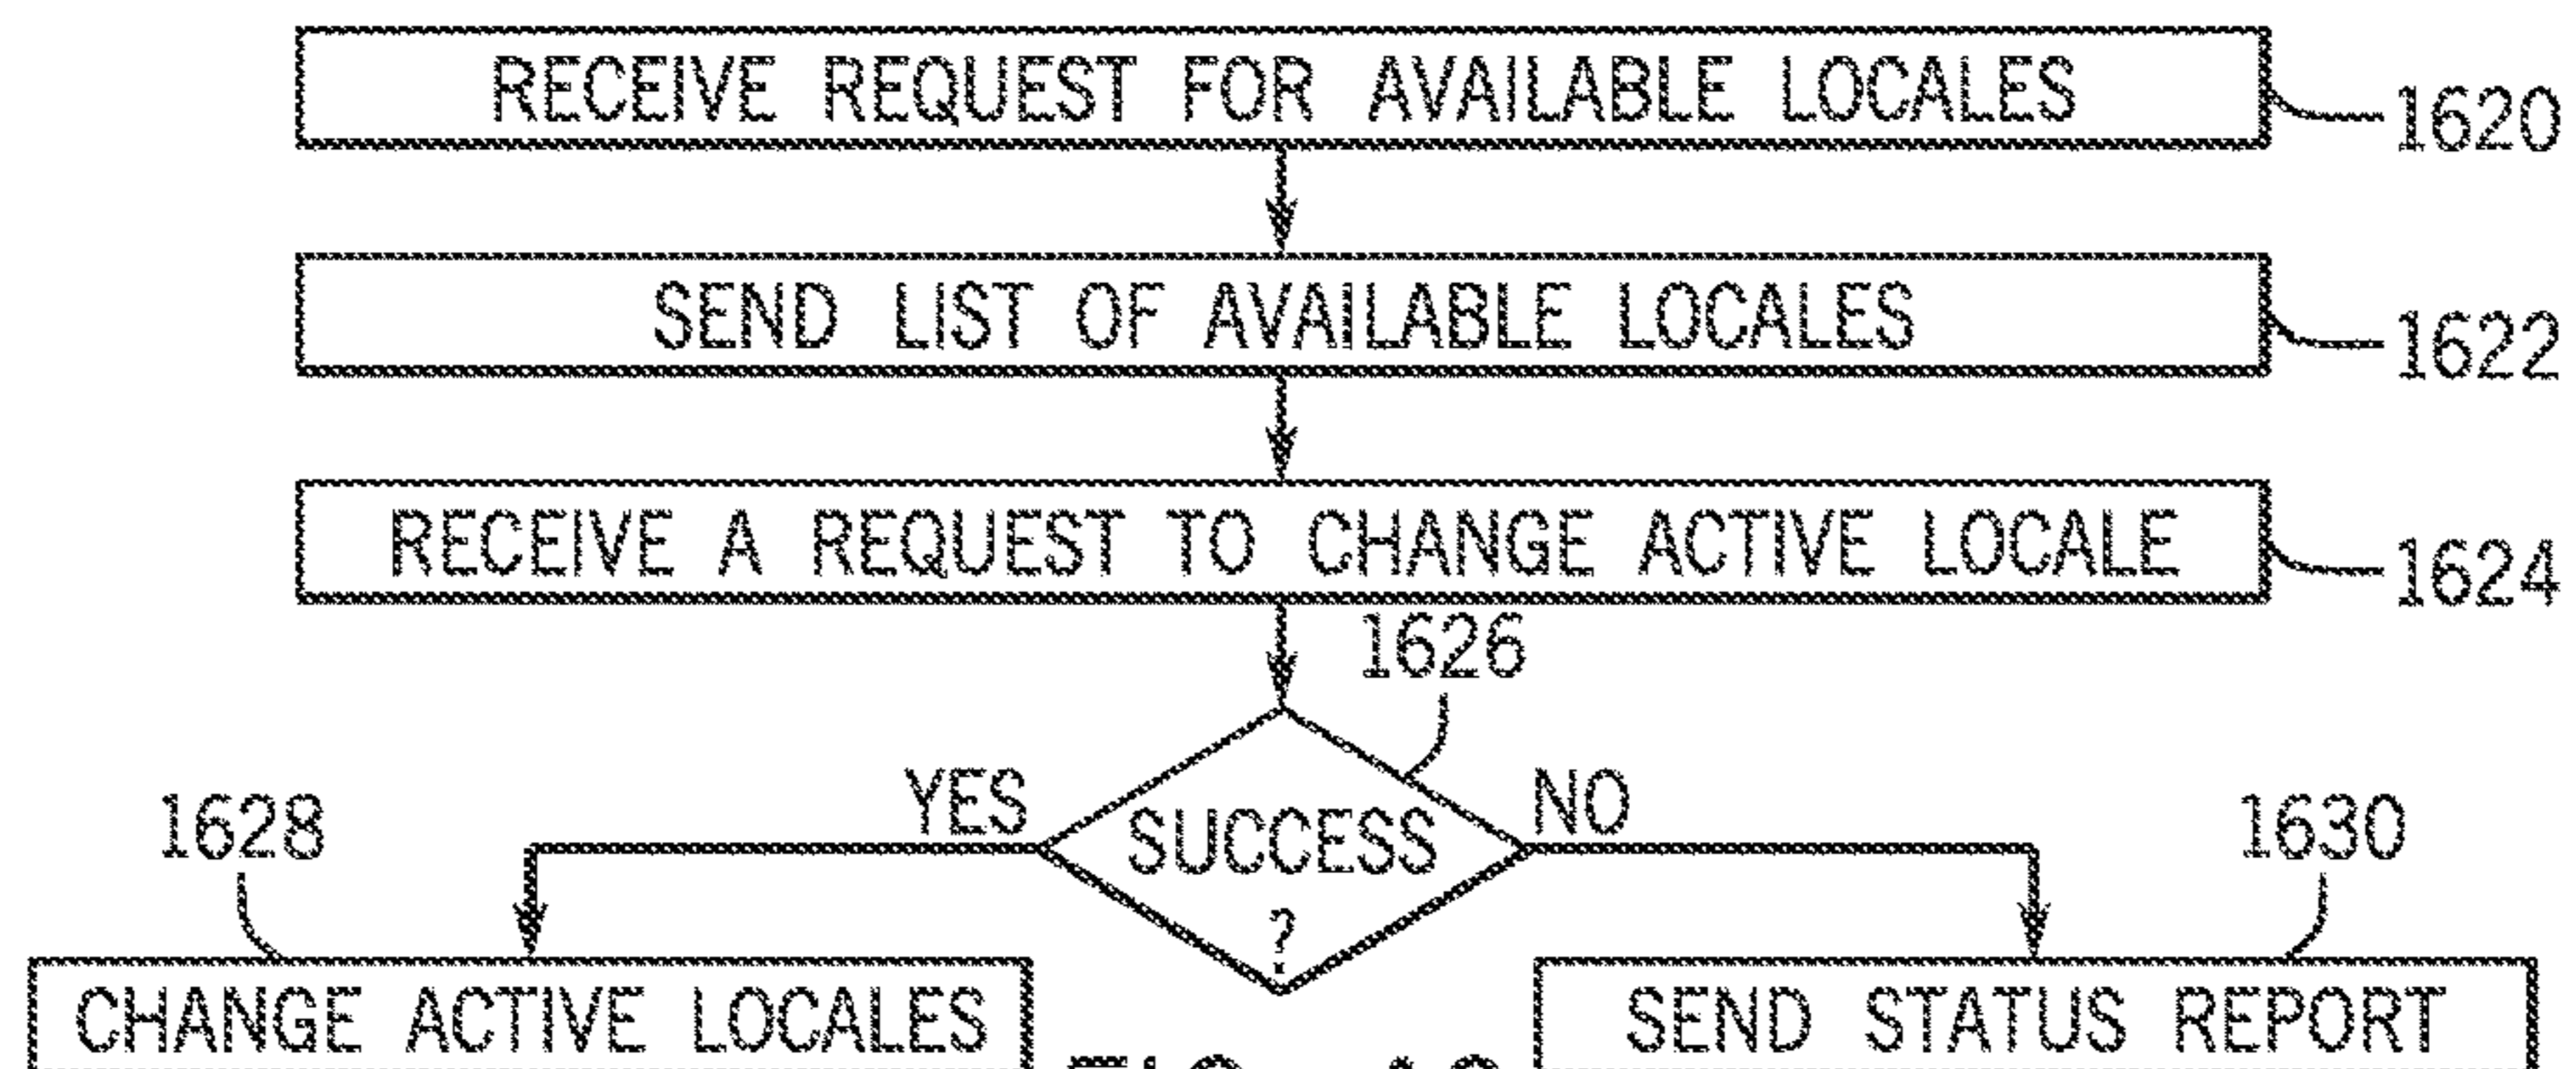 RECEIVE REQUEST FOR AVAILABLE LOCALES
1620
SEND LIST OF AVAILABLE LOCALES
1622
RECEIVE A REQUEST TO CHANGE ACTIVE LOCALE
1624
1626
YES
SUCCESS
?
NO
1628
1630
CHANGE ACTIVE LOCALES
SEND STATUS REPORT